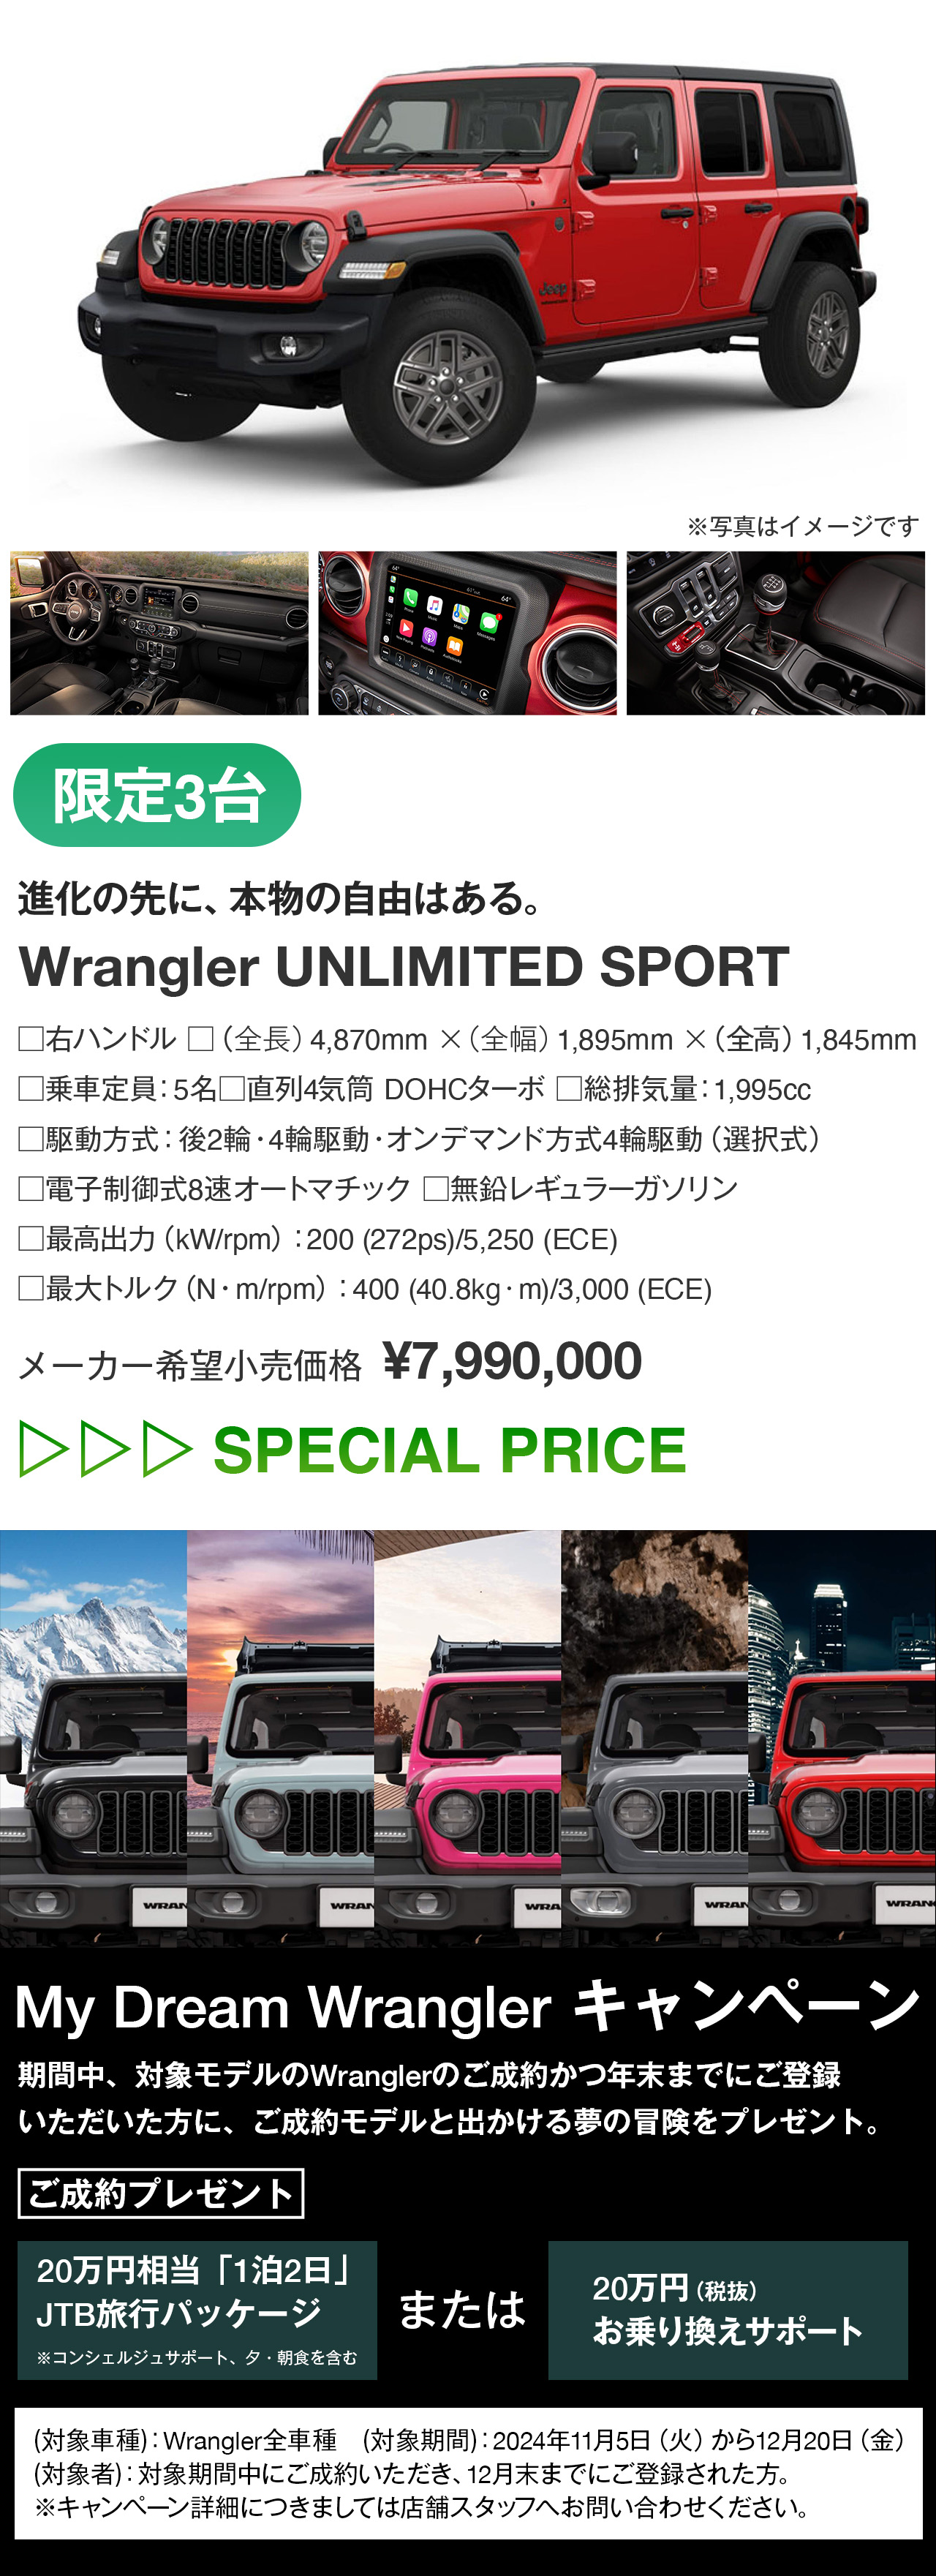 Jeep
※写真はイメージです
64°
64°
Phone
Music
Maps
Messages
Now Playing
Podcasts
Audiobooks
限定3台
進化の先に、本物の自由はある。
Wrangler UNLIMITED SPORT
□右ハンドル □（全長）4,870mm ×（全幅）1,895mm ×（全高）1,845mm
□乗車定員：5名□直列4気筒 DOHCターボ □総排気量：1,995cc
□駆動方式：後2輪・4輪駆動・オンデマンド方式4輪駆動（選択式）
□電子制御式8速オートマチック □無鉛レギュラーガソリン
□最高出力（kW/rpm）：200 (272ps)/5,250 (ECE)
□最大トルク（N・m/rpm）：400 (40.8kg・m)/3,000 (ECE)
メーカー希望小売価格 ¥7,990,000
▷▷▷ SPECIAL PRICE
WRAN WRAN WRA WRAN WRAN
My Dream Wrangler キャンペーン
期間中、対象モデルのWranglerのご成約かつ年末までにご登録
いただいた方に、ご成約モデルと出かける夢の冒険をプレゼント。
ご成約プレゼント
20万円相当「1泊2日」
JTB旅行パッケージ
※コンシェルジュサポート、夕・朝食を含む
または
20万円（税抜）
お乗り換えサポート
(対象車種)：Wrangler全車種　(対象期間)：2024年11月5日（火）から12月20日（金）
(対象者)：対象期間中にご成約いただき、12月末までにご登録された方。
※キャンペーン詳細につきましては店舗スタッフへお問い合わせください。